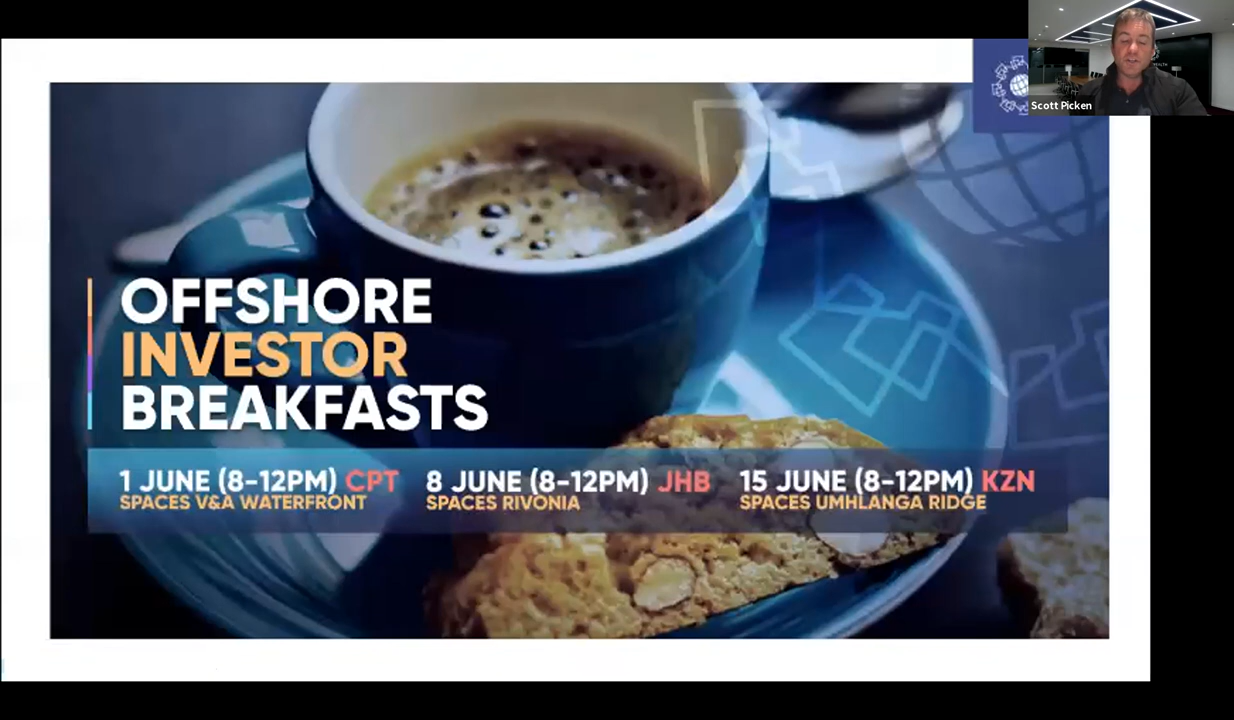 Scott Picken
OFFSHORE
INVESTOR
BREAKFASTS
1 JUNE (8-12PM) CPT
SPACES V&A WATERFRONT
8 JUNE (8-12PM) JHB
SPACES RIVONIA
15 JUNE (8-12PM) KZN
SPACES UMHLANGA RIDGE